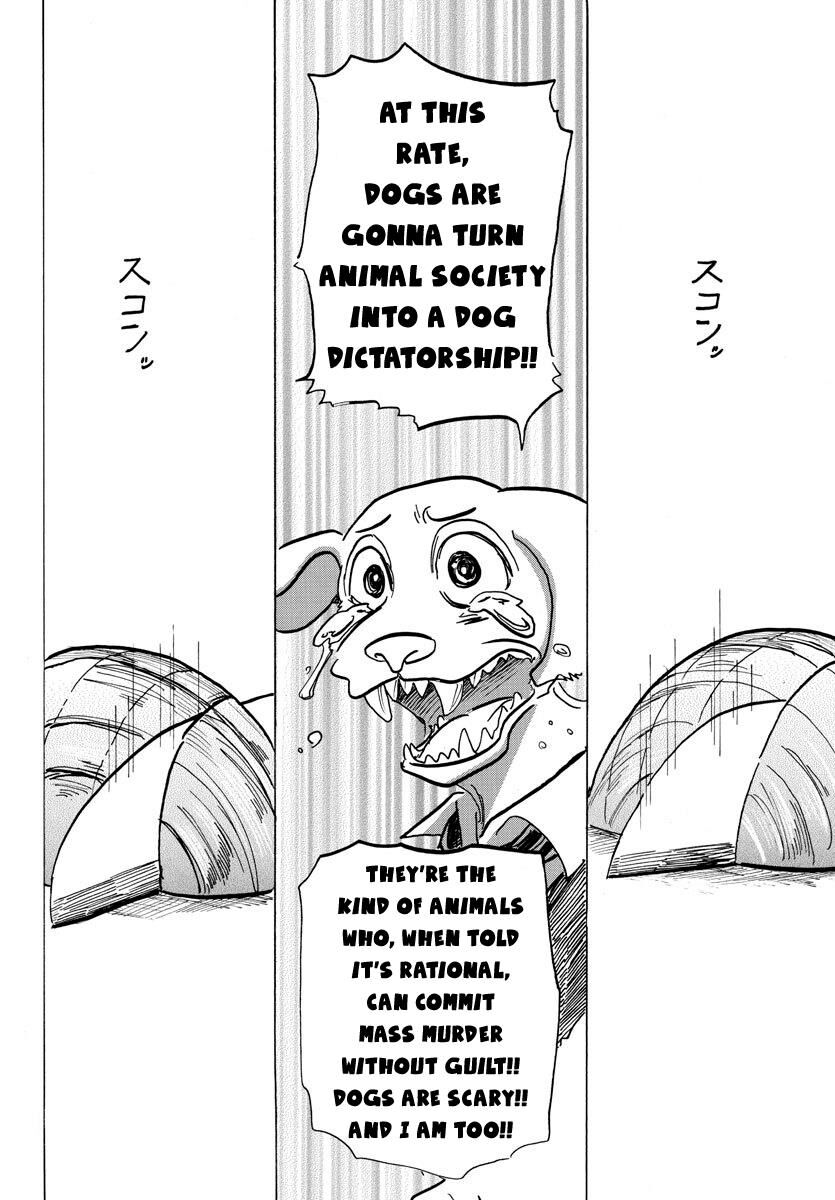 スコンッ
AT THIS
RATE,
DOGS ARE
GONNA TURN
ANIMAL SOCIETY
INTO A DOG
DICTATORSHIP!!
THEY'RE THE
KIND OF ANIMALS
WHO, WHEN TOLD
IT'S RATIONAL,
CAN COMMIT
MASS MURDER
WITHOUT GUILT!!
DOGS ARE SCARY!!
AND I AM TOO!!
スコンッ